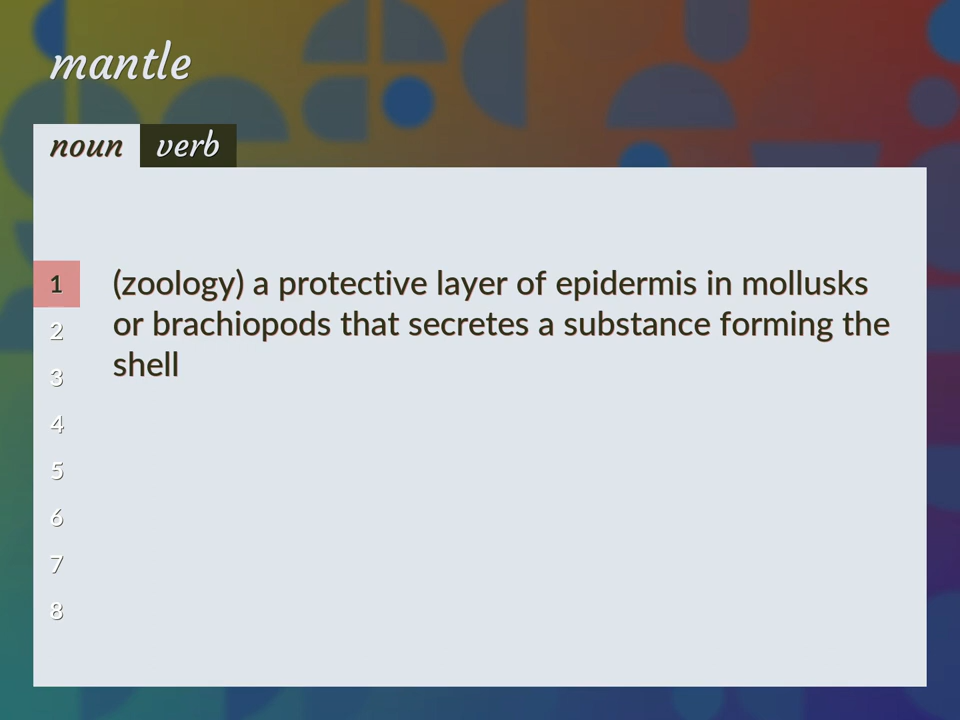 mantle
noun verb
1 (zoology) a protective layer of epidermis in mollusks
or brachiopods that secretes a substance forming the
shell
2
3
4
5
6
7
8